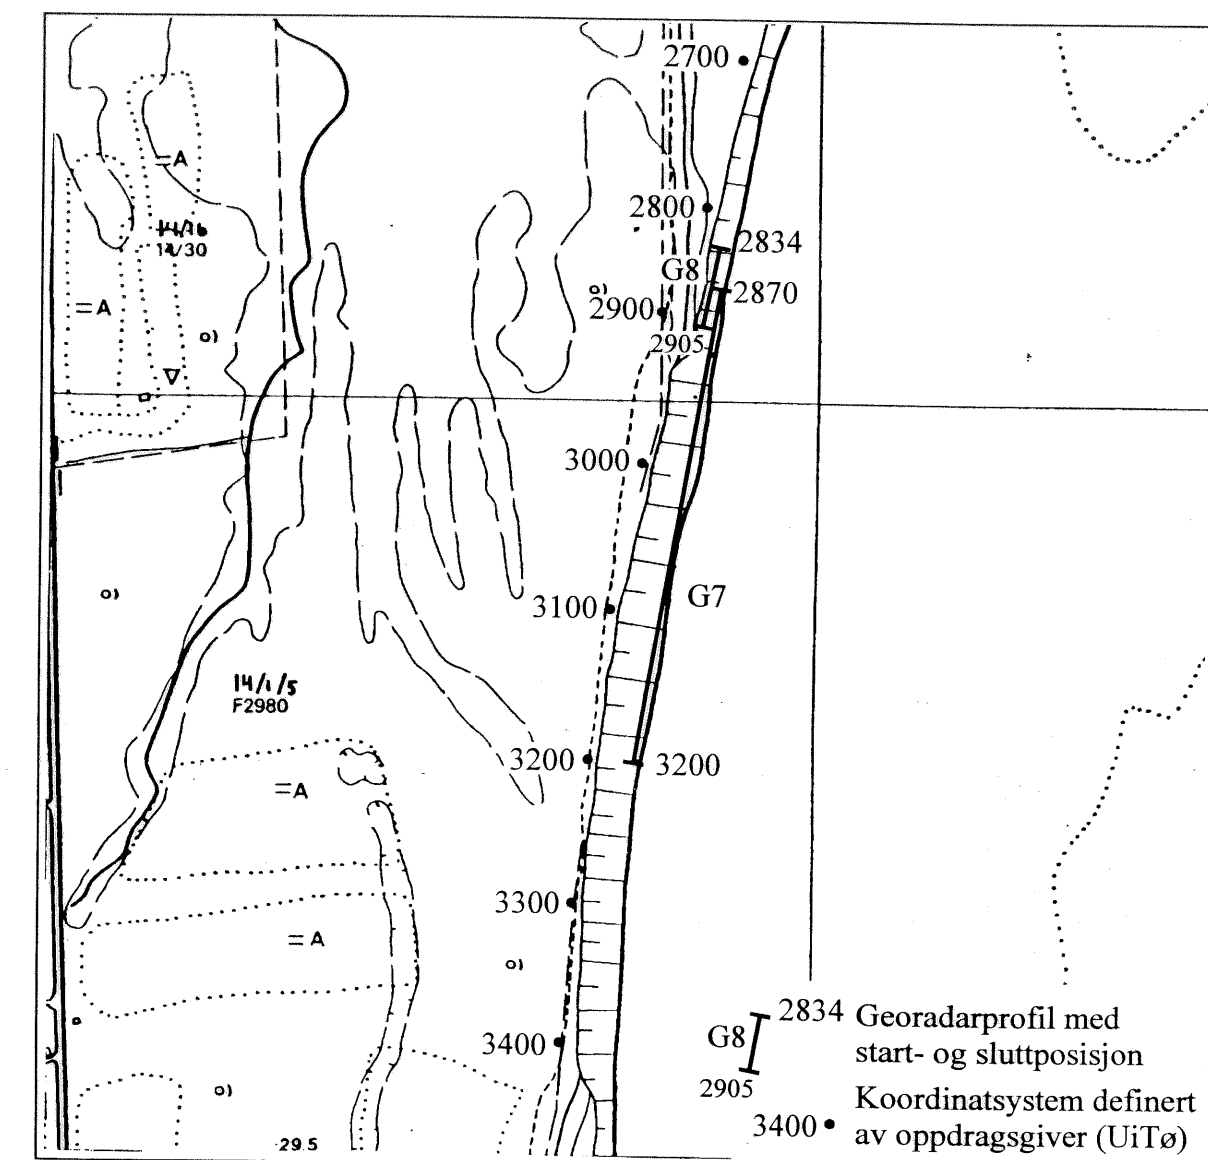 2700
= A
2800
14/16
14/30
2834
G8
= A
o)
2900
2870
o)
2905
3000
o)
3100
G7
14/1/5
F2980
3200
3200
= A
3300
= A
o)
3400
o)
29.5
2834 Georadarprofil med
G8 start- og sluttposisjon
2905
Koordinatsystem definert
3400 av oppdragsgiver (UiTø)